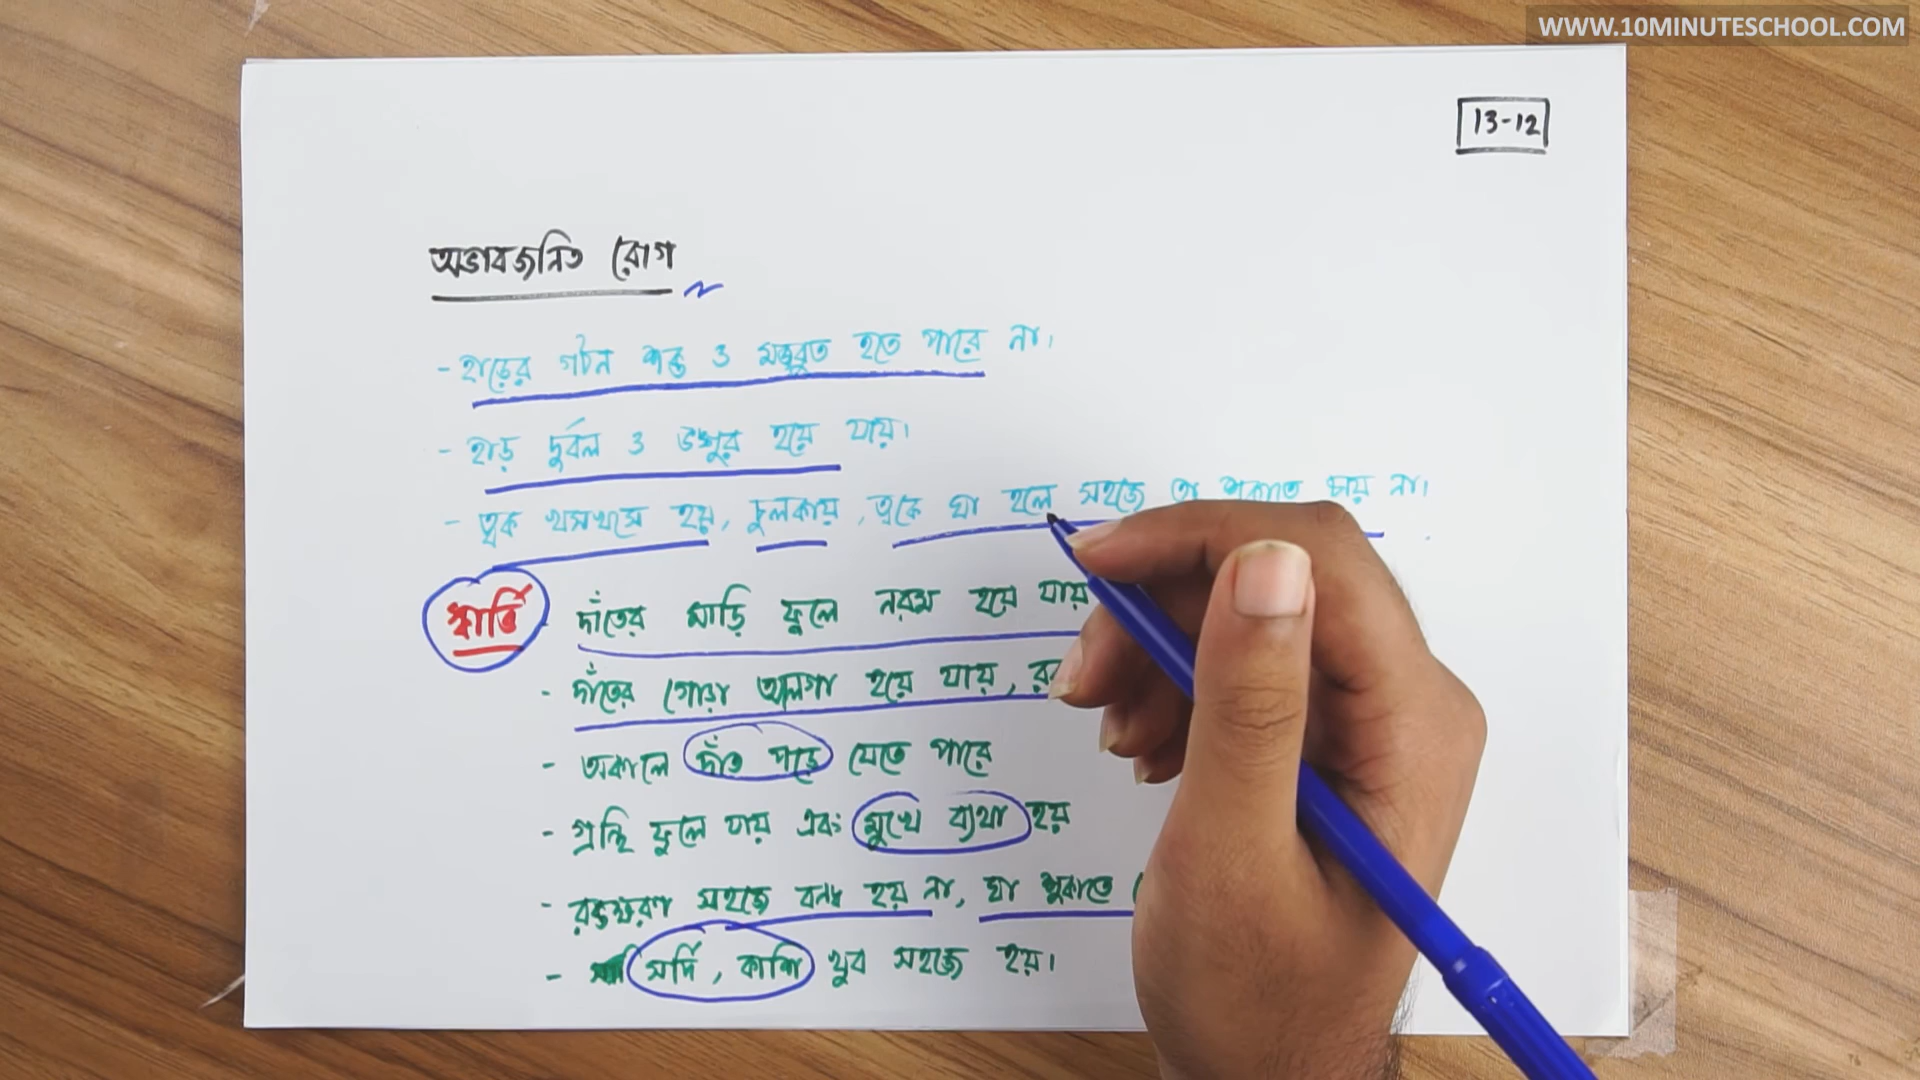 WWW.10MINUTESCHOOL.COM
13-12
অভাবজনিত রোগ
- হাড়ের গঠন শক্ত ও মজবুত হতে পারে না।
- হাড় দুর্বল ও ভঙ্গুর হয়ে যায়।
- ত্বক খসখসে হয়, চুলকায়, ত্বকে ঘা হলে সহজে তা শুকাতে চায় না।
স্কার্ভি - দাঁতের মাড়ি ফুলে নরম হয়ে যায়
- দাঁতের গোড়া আলগা হয়ে যায়,
- অকালে দাঁত পড়ে যেতে পারে
- গ্রন্থি ফুলে যায় এবং মুখে ব্যথা হয়
- রক্তক্ষরণ সহজে বন্ধ হয় না, ঘা শুকাতে
- সর্দি, কাশি খুব সহজে হয়।